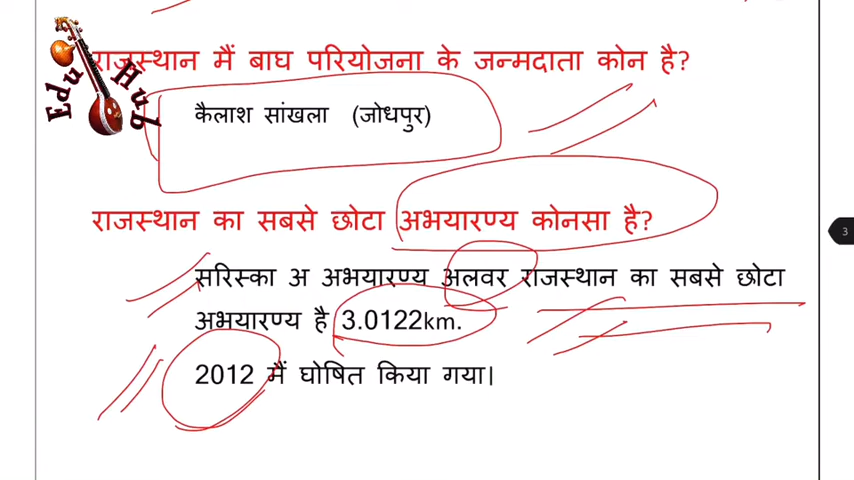 राजस्थान मैं बाघ परियोजना के जन्मदाता कोन है?
Edu Hub
कैलाश सांखला (जोधपुर)
राजस्थान का सबसे छोटा अभयारण्य कोनसा है?
3
सरिस्का अ अभयारण्य अलवर राजस्थान का सबसे छोटा
अभयारण्य है 3.0122km.
2012 मैं घोषित किया गया।